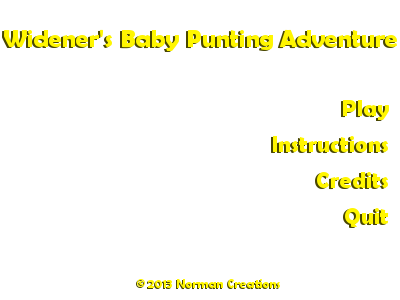 Widener's Baby Punting Adventure
Play
Instructions
Credits
Quit
© 2013 Norman Creations